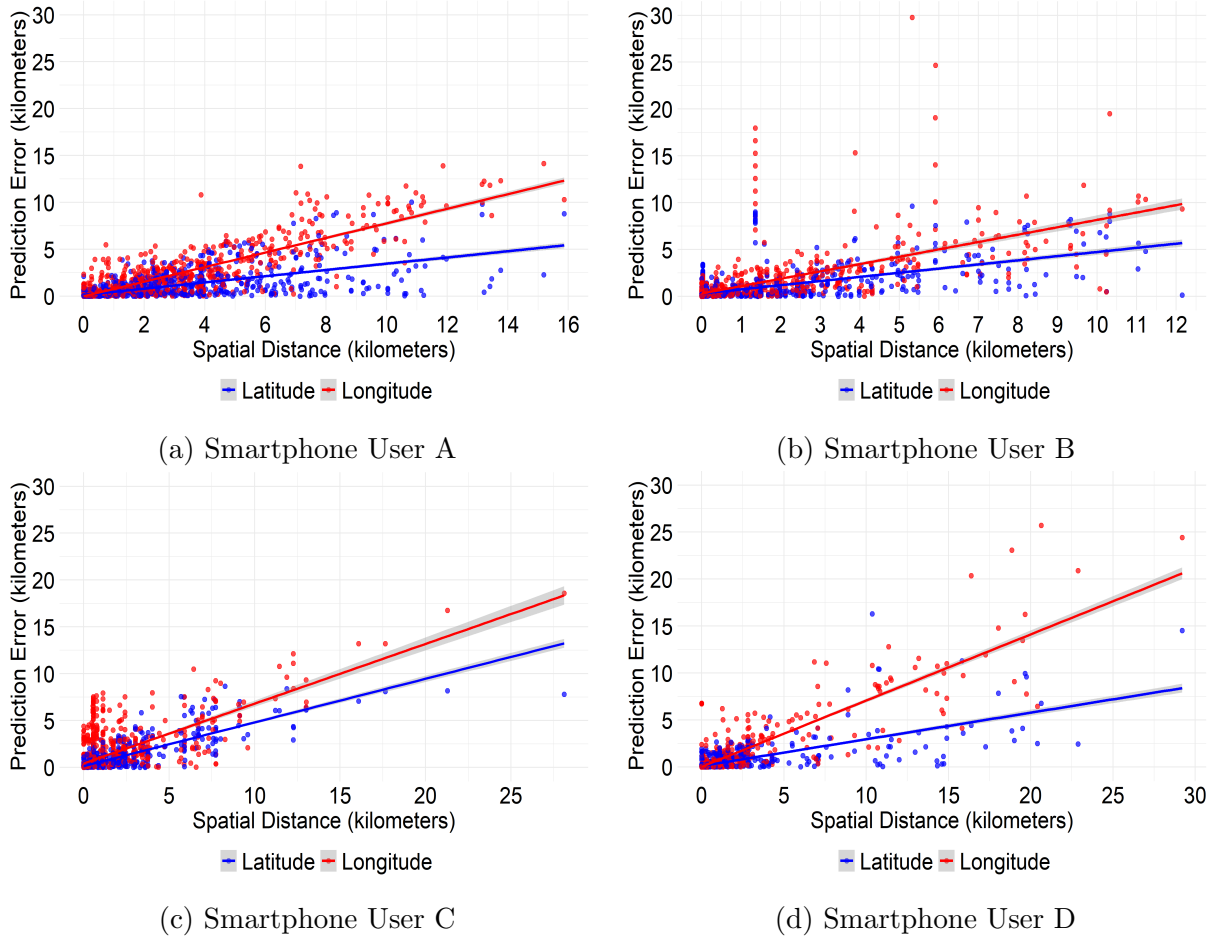 Prediction Error (kilometers)
30
25
20
15
10
5
0
0 2 4 6 8 10 12 14 16
Spatial Distance (kilometers)
Latitude Longitude
(a) Smartphone User A
Prediction Error (kilometers)
30
25
20
15
10
5
0
0 1 2 3 4 5 6 7 8 9 10 11 12
Spatial Distance (kilometers)
Latitude Longitude
(b) Smartphone User B
Prediction Error (kilometers)
30
25
20
15
10
5
0
0 5 10 15 20 25
Spatial Distance (kilometers)
Latitude Longitude
(c) Smartphone User C
Prediction Error (kilometers)
30
25
20
15
10
5
0
0 5 10 15 20 25 30
Spatial Distance (kilometers)
Latitude Longitude
(d) Smartphone User D